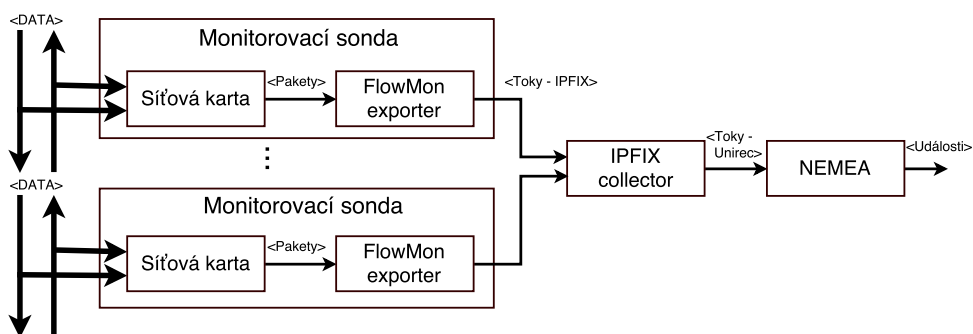 <DATA>
Monitorovací sonda
Síťová karta
<Pakety>
FlowMon
exporter
<Toky - IPFIX>
IPFIX
collector
<Toky -
Unirec>
NEMEA
<Události>
<DATA>
Monitorovací sonda
Síťová karta
<Pakety>
FlowMon
exporter